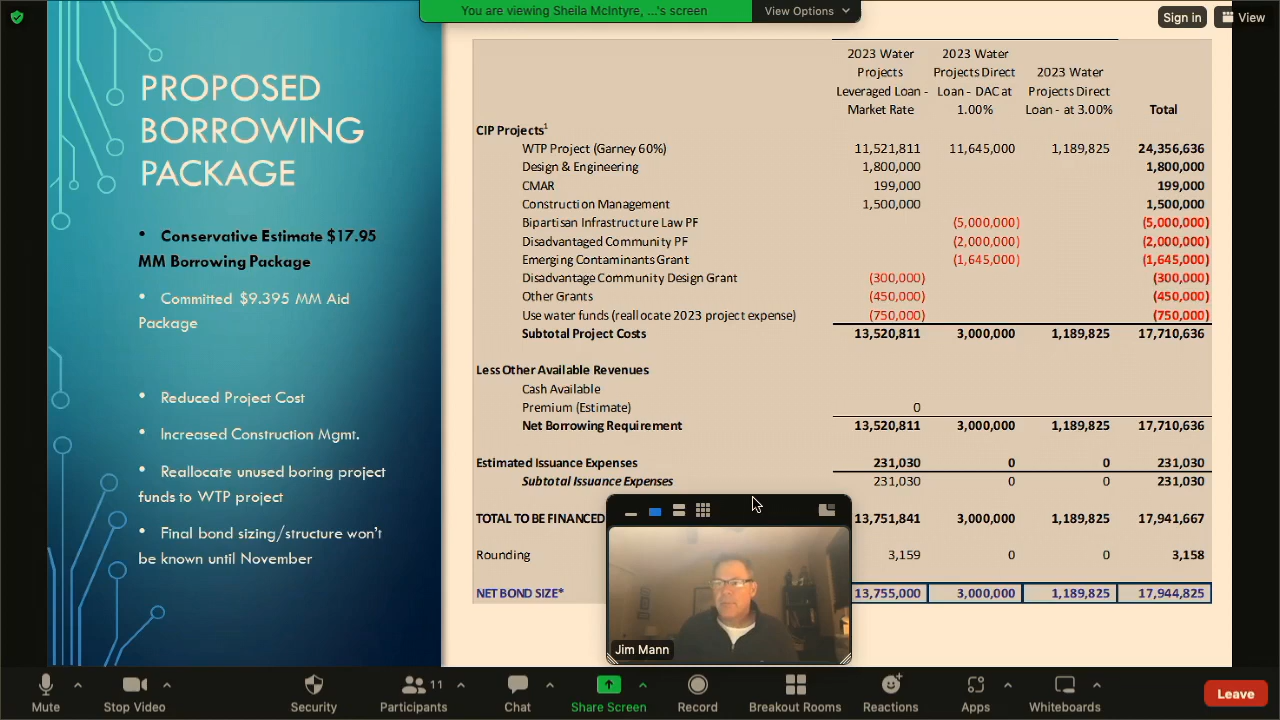 You are viewing Sheila McIntyre, ...'s screen
View Options
Sign in
View
PROPOSED
BORROWING
PACKAGE
• Conservative Estimate $17.95
MM Borrowing Package
• Committed $9.395 MM Aid
Package
• Reduced Project Cost
• Increased Construction Mgmt.
• Reallocate unused boring project
funds to WTP project
• Final bond sizing/structure won't
be known until November
2023 Water Projects Leveraged Loan - Market Rate 2023 Water Projects Direct Loan - DAC at 1.00% 2023 Water Projects Direct Loan - at 3.00% Total
CIP Projects1
WTP Project (Garney 60%) 11,521,811 11,645,000 1,189,825 24,356,636
Design & Engineering 1,800,000 1,800,000
CMAR 199,000 199,000
Construction Management 1,500,000 1,500,000
Bipartisan Infrastructure Law PF (5,000,000) (5,000,000)
Disadvantaged Community PF (2,000,000) (2,000,000)
Emerging Contaminants Grant (1,645,000) (1,645,000)
Disadvantage Community Design Grant (300,000) (300,000)
Other Grants (450,000) (450,000)
Use water funds (reallocate 2023 project expense) (750,000) (750,000)
Subtotal Project Costs 13,520,811 3,000,000 1,189,825 17,710,636
Less Other Available Revenues
Cash Available
Premium (Estimate) 0
Net Borrowing Requirement 13,520,811 3,000,000 1,189,825 17,710,636
Estimated Issuance Expenses 231,030 0 0 231,030
Subtotal Issuance Expenses 231,030 0 0 231,030
TOTAL TO BE FINANCED 13,751,841 3,000,000 1,189,825 17,941,667
Rounding 3,159 0 0 3,158
NET BOND SIZE* 13,755,000 3,000,000 1,189,825 17,944,825
Jim Mann
Mute
Stop Video
Security
11
Participants
Chat
Share Screen
Record
Breakout Rooms
Reactions
Apps
Whiteboards
Leave